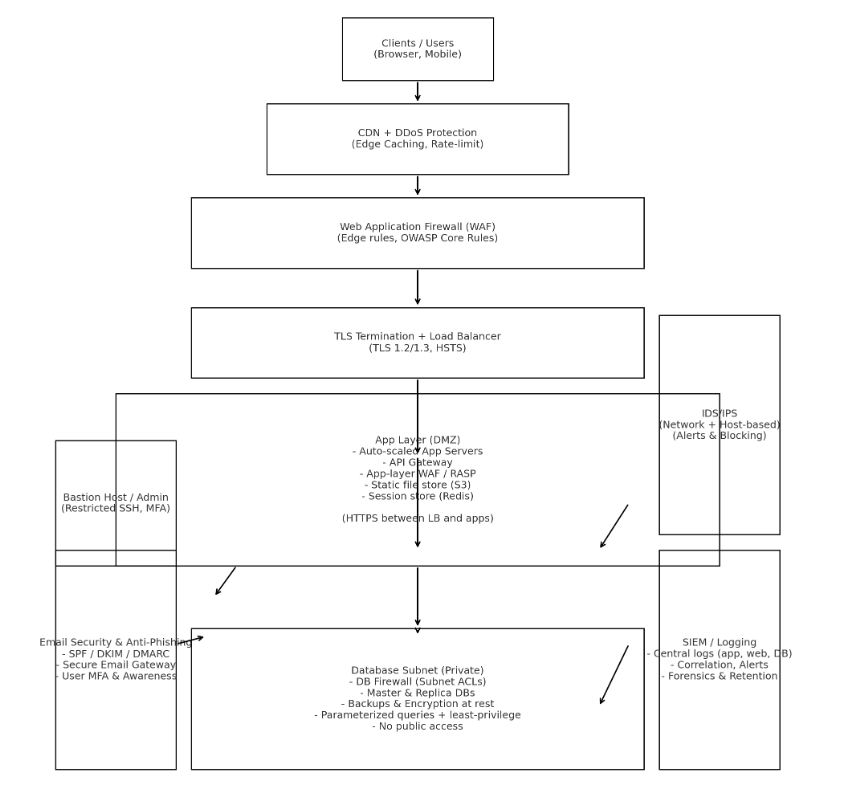 Clients / Users
(Browser, Mobile)
CDN + DDoS Protection
(Edge Caching, Rate-limit)
Web Application Firewall (WAF)
(Edge rules, OWASP Core Rules)
TLS Termination + Load Balancer
(TLS 1.2/1.3, HSTS)
IDS/IPS
(Network + Host-based)
(Alerts & Blocking)
App Layer (DMZ)
- Auto-scaled App Servers
- API Gateway
- App-layer WAF / RASP
- Static file store (S3)
- Session store (Redis)
(HTTPS between LB and apps)
Bastion Host / Admin
(Restricted SSH, MFA)
Email Security & Anti-Phishing
- SPF / DKIM / DMARC
- Secure Email Gateway
- User MFA & Awareness
Database Subnet (Private)
- DB Firewall (Subnet ACLs)
- Master & Replica DBs
- Backups & Encryption at rest
- Parameterized queries + least-privilege
- No public access
SIEM / Logging
- Central logs (app, web, DB)
- Correlation, Alerts
- Forensics & Retention